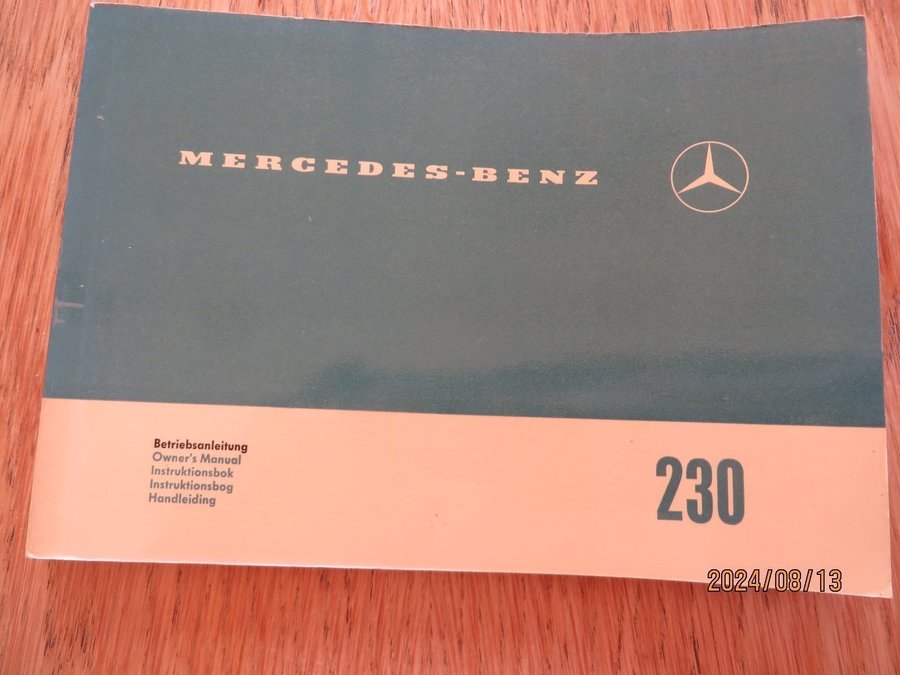 MERCEDES-BENZ
Betriebsanleitung
Owner's Manual
Instruktionsbok
Instruktionsbog
Handleiding
230
2024/08/13